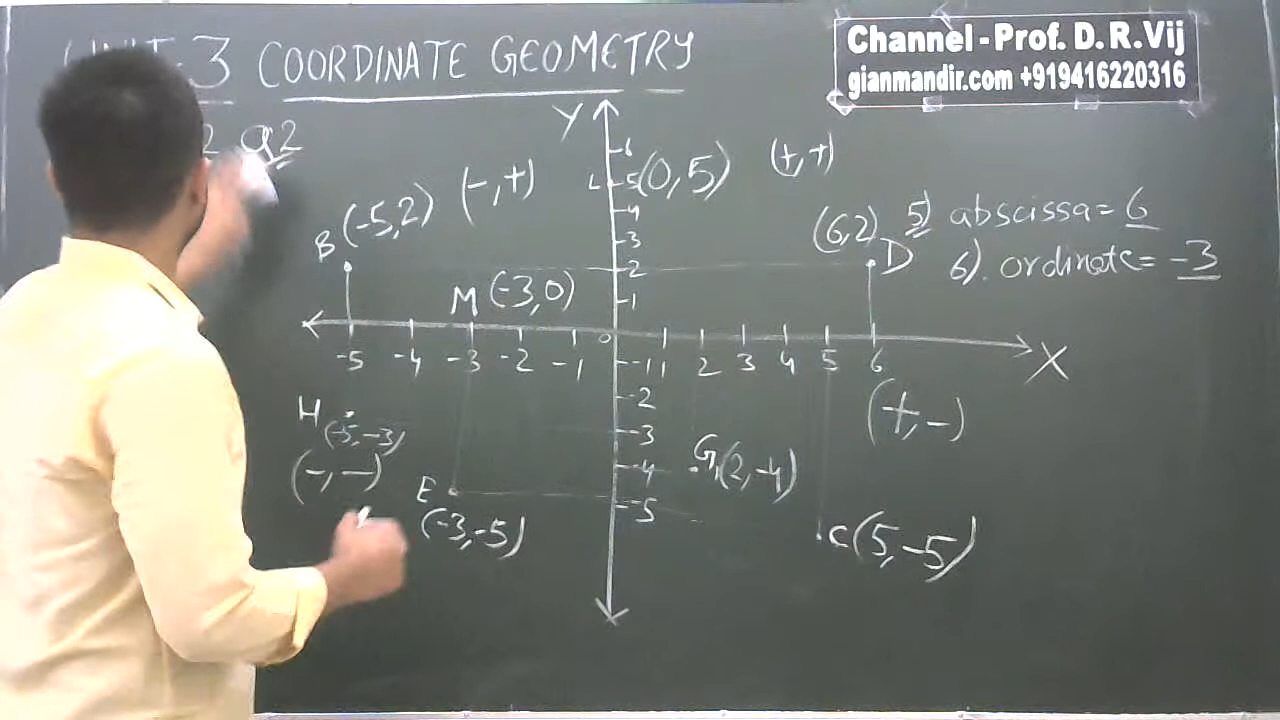 3 COORDINATE GEOMETRY
Channel - Prof. D. R. Vij
gianmandir.com +919416220316
2 Q2
Y
6
(-,+)
L 5 (0,5)
(+,+)
B (-5,2)
4
(6,2) D
5) abscissa = 6
3
6). ordinate = -3
2
M (-3,0)
1
0
X
-5 -4 -3 -2 -1 1 2 3 4 5 6
-1
-2
(+,-)
H
(-5,-3)
-3
(-,-)
-4
G (2,-4)
E
(-3,-5)
-5
C (5,-5)